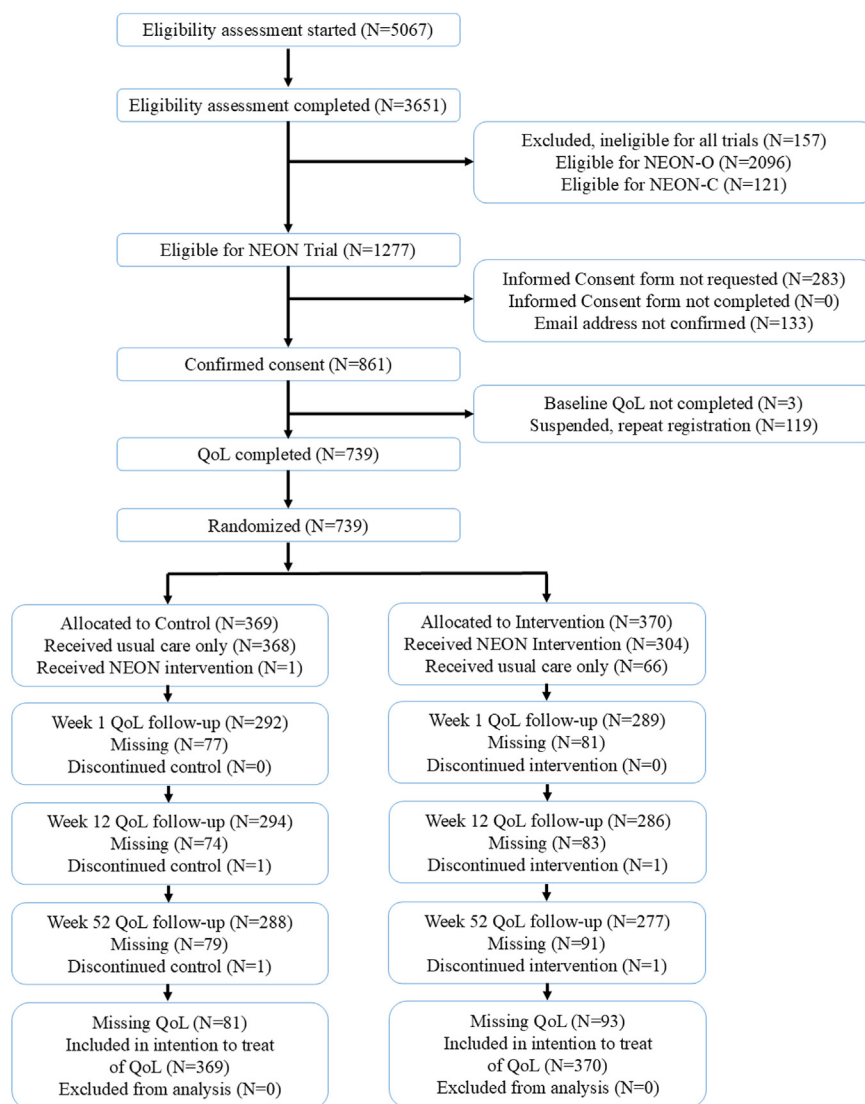 Eligibility assessment started (N=5067)
Eligibility assessment completed (N=3651)
Excluded, ineligible for all trials (N=157)
Eligible for NEON-O (N=2096)
Eligible for NEON-C (N=121)
Eligible for NEON Trial (N=1277)
Informed Consent form not requested (N=283)
Informed Consent form not completed (N=0)
Email address not confirmed (N=133)
Confirmed consent (N=861)
Baseline QoL not completed (N=3)
Suspended, repeat registration (N=119)
QoL completed (N=739)
Randomized (N=739)
Allocated to Control (N=369)
Received usual care only (N=368)
Received NEON intervention (N=1)
Allocated to Intervention (N=370)
Received NEON Intervention (N=304)
Received usual care only (N=66)
Week 1 QoL follow-up (N=292)
Missing (N=77)
Discontinued control (N=0)
Week 1 QoL follow-up (N=289)
Missing (N=81)
Discontinued intervention (N=0)
Week 12 QoL follow-up (N=294)
Missing (N=74)
Discontinued control (N=1)
Week 12 QoL follow-up (N=286)
Missing (N=83)
Discontinued intervention (N=1)
Week 52 QoL follow-up (N=288)
Missing (N=79)
Discontinued control (N=1)
Week 52 QoL follow-up (N=277)
Missing (N=91)
Discontinued intervention (N=1)
Missing QoL (N=81)
Included in intention to treat
of QoL (N=369)
Excluded from analysis (N=0)
Missing QoL (N=93)
Included in intention to treat
of QoL (N=370)
Excluded from analysis (N=0)